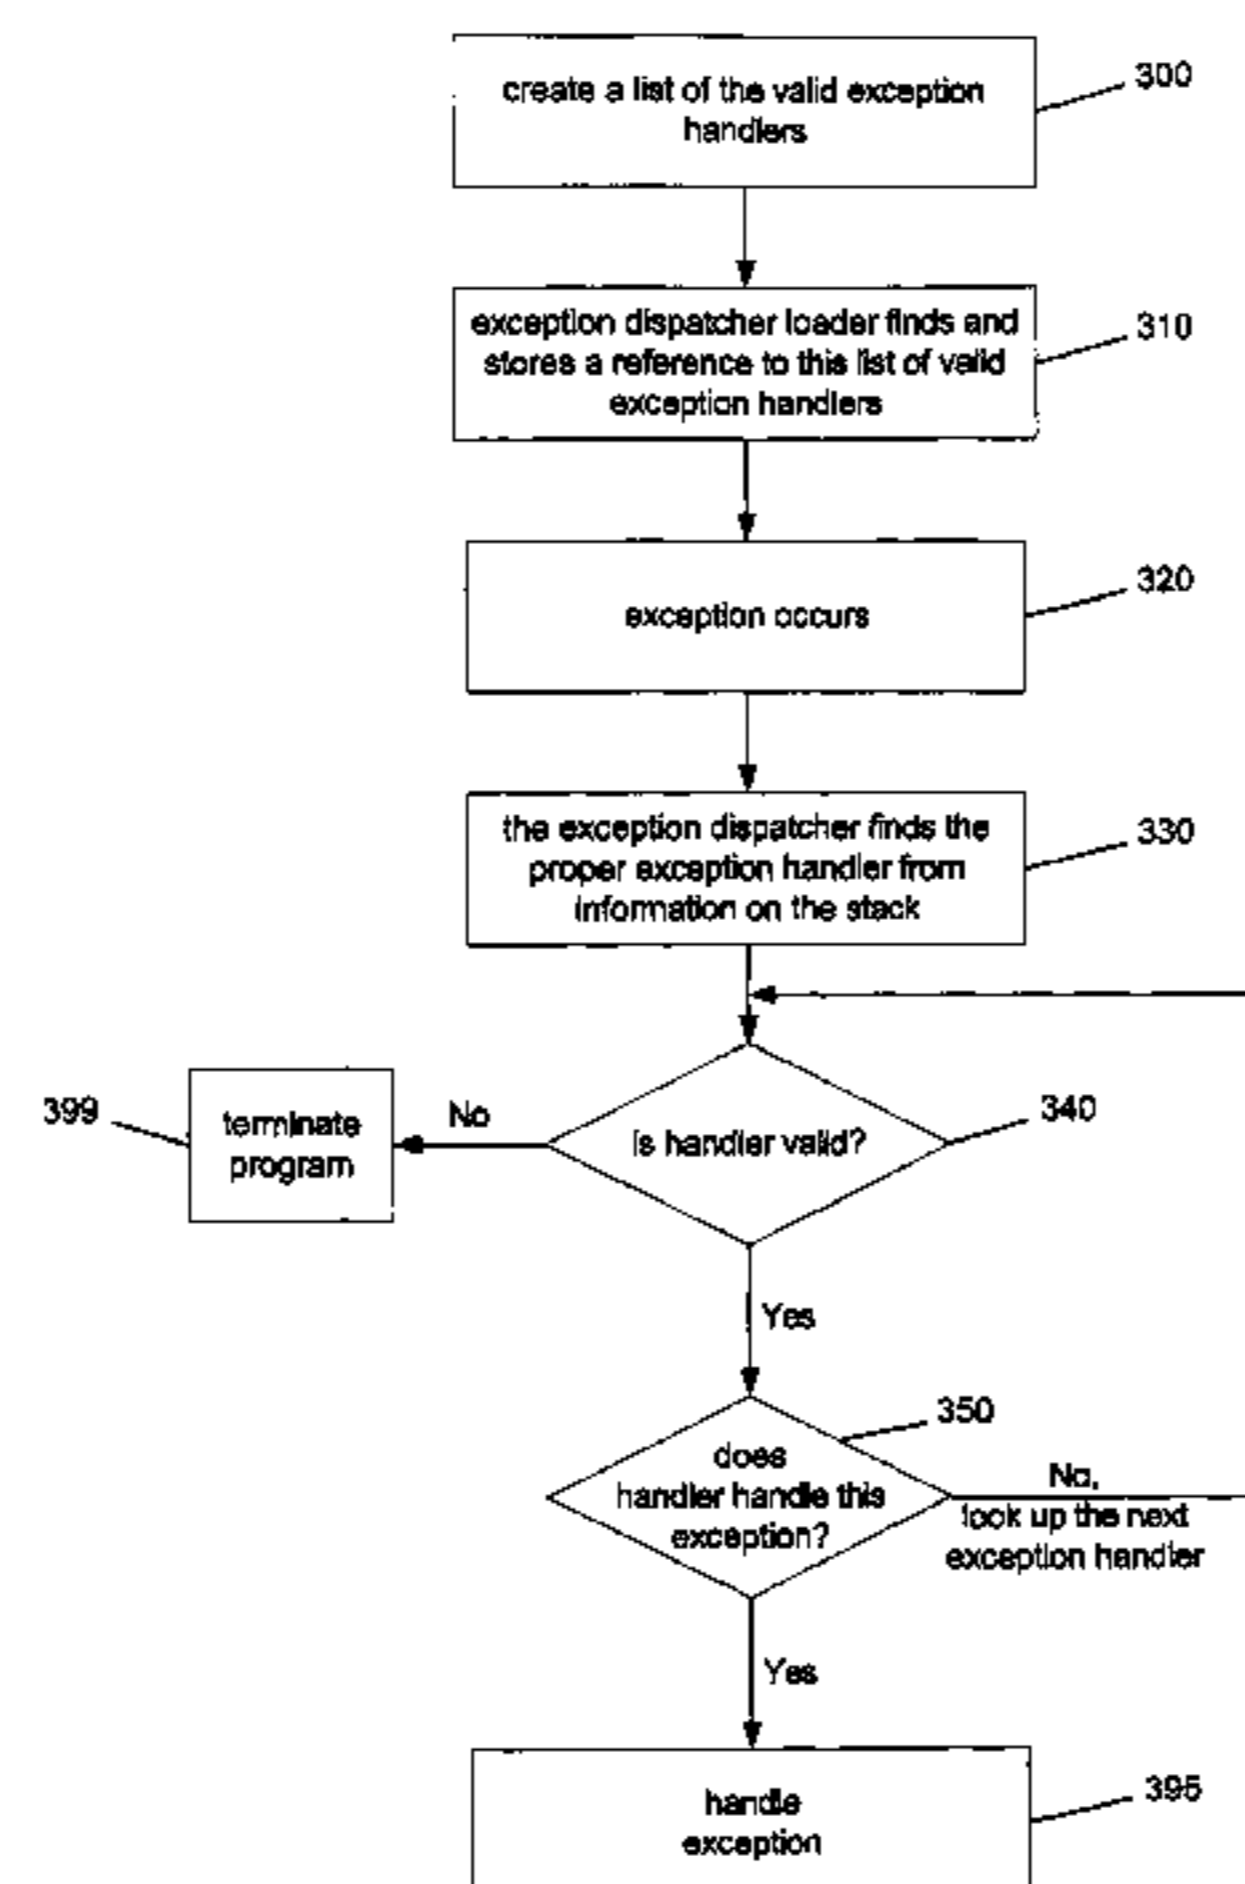 create a list of the valid exception
handlers
300
exception dispatcher loader finds and
stores a reference to this list of valid
exception handlers
310
exception occurs
320
the exception dispatcher finds the
proper exception handler from
information on the stack
330
399
terminate
program
No
is handler valid?
340
Yes
350
does
handler handle this
exception?
No,
look up the next
exception handler
Yes
handle
exception
395